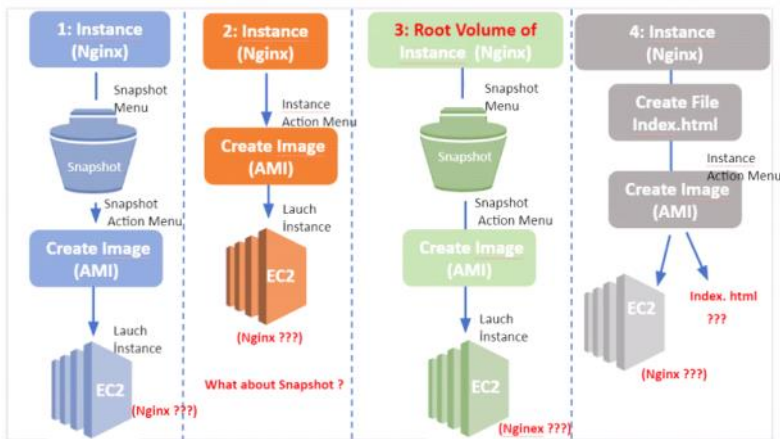 1: Instance
(Nginx)
Snapshot
Menu
Snapshot
Snapshot
Action Menu
Create Image
(AMI)
Lauch
İnstance
EC2
(Nginx ???)
2: Instance
(Nginx)
Instance
Action Menu
Create Image
(AMI)
Lauch
İnstance
EC2
(Nginx ???)
What about Snapshot ?
3: Root Volume of
Instance (Nginx)
Snapshot
Menu
Snapshot
Snapshot
Action Menu
Create Image
(AMI)
Lauch
İnstance
EC2
(Nginex ???)
4: Instance
(Nginx)
Create File
Index.html
Instance
Action Menu
Create Image
(AMI)
EC2
Index. html
???
(Nginx ???)